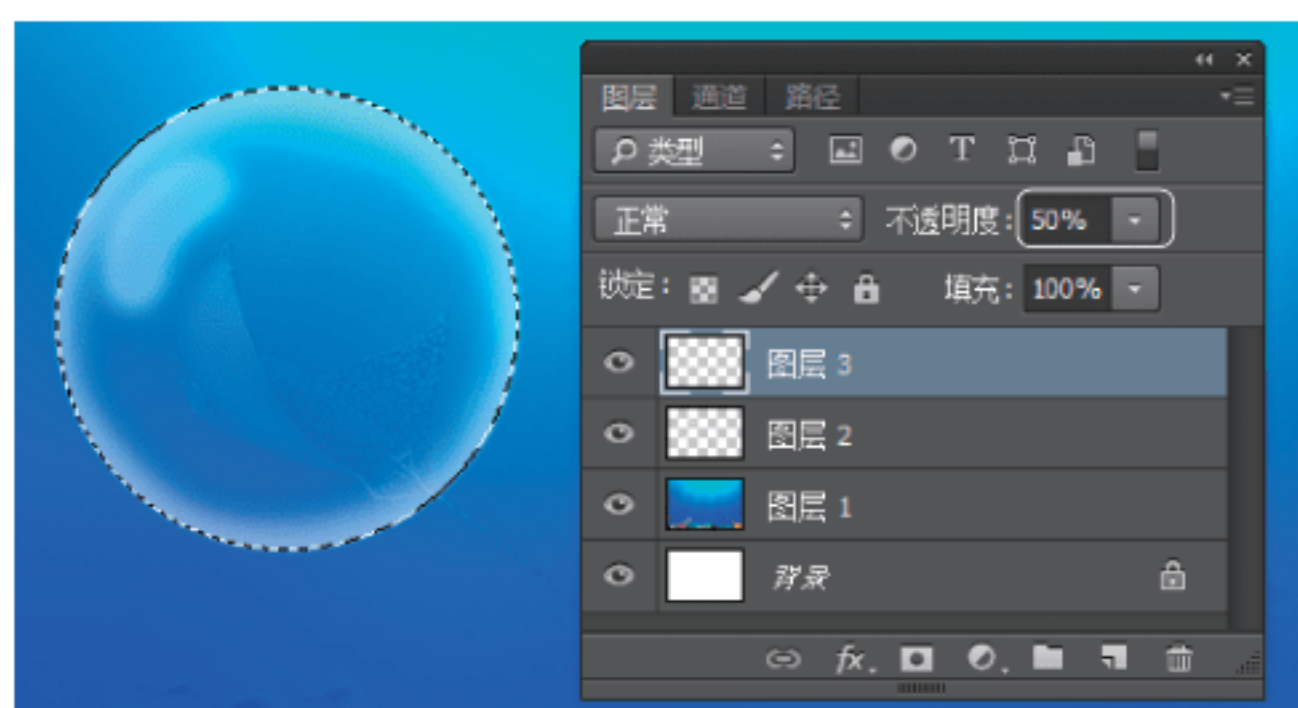 图层 通道 路径
类型 T
正常 不透明度: 50%
锁定: 填充: 100%
图层 3
图层 2
图层 1
背景
fx.